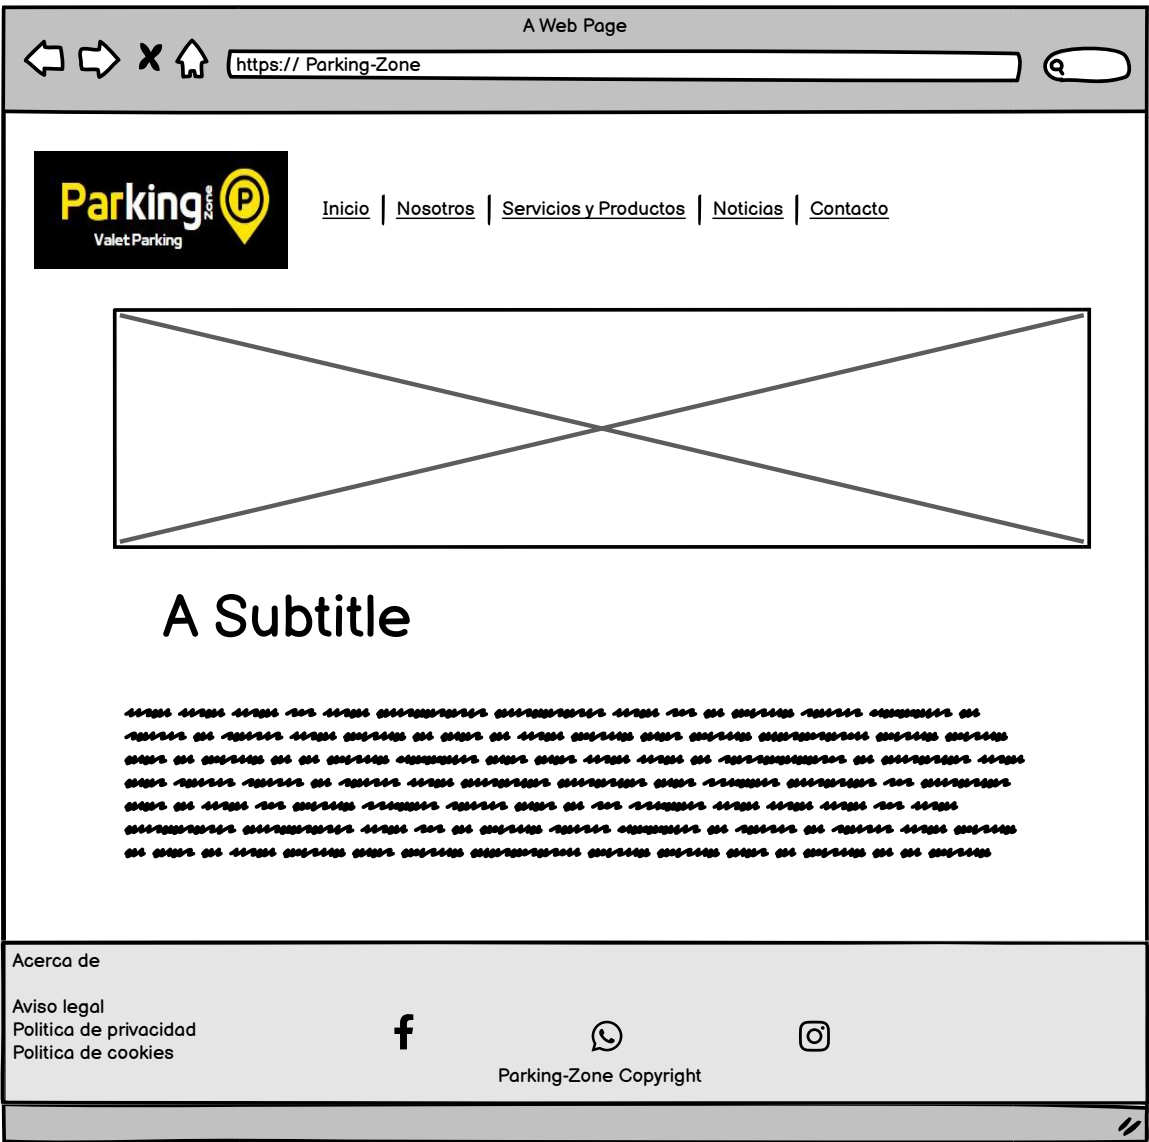 A Web Page
https:// Parking-Zone
Parking Zone P
Valet Parking
Inicio | Nosotros | Servicios y Productos | Noticias | Contacto
A Subtitle
Acerca de
Aviso legal
Politica de privacidad
Politica de cookies
Parking-Zone Copyright